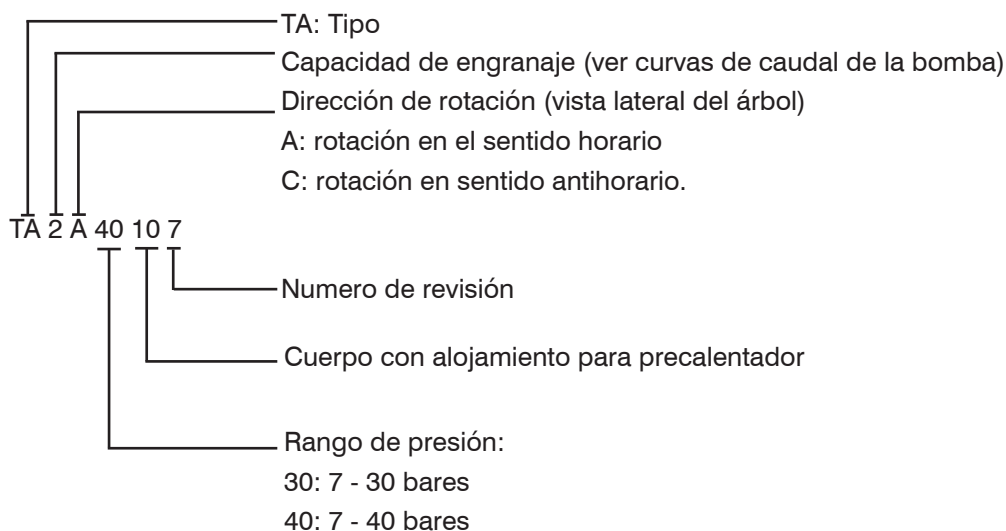 TA: Tipo
Capacidad de engranaje (ver curvas de caudal de la bomba)
Dirección de rotación (vista lateral del árbol)
A: rotación en el sentido horario
C: rotación en sentido antihorario.
TA 2 A 40 10 7
Numero de revisión
Cuerpo con alojamiento para precalentador
Rango de presión:
30: 7 - 30 bares
40: 7 - 40 bares